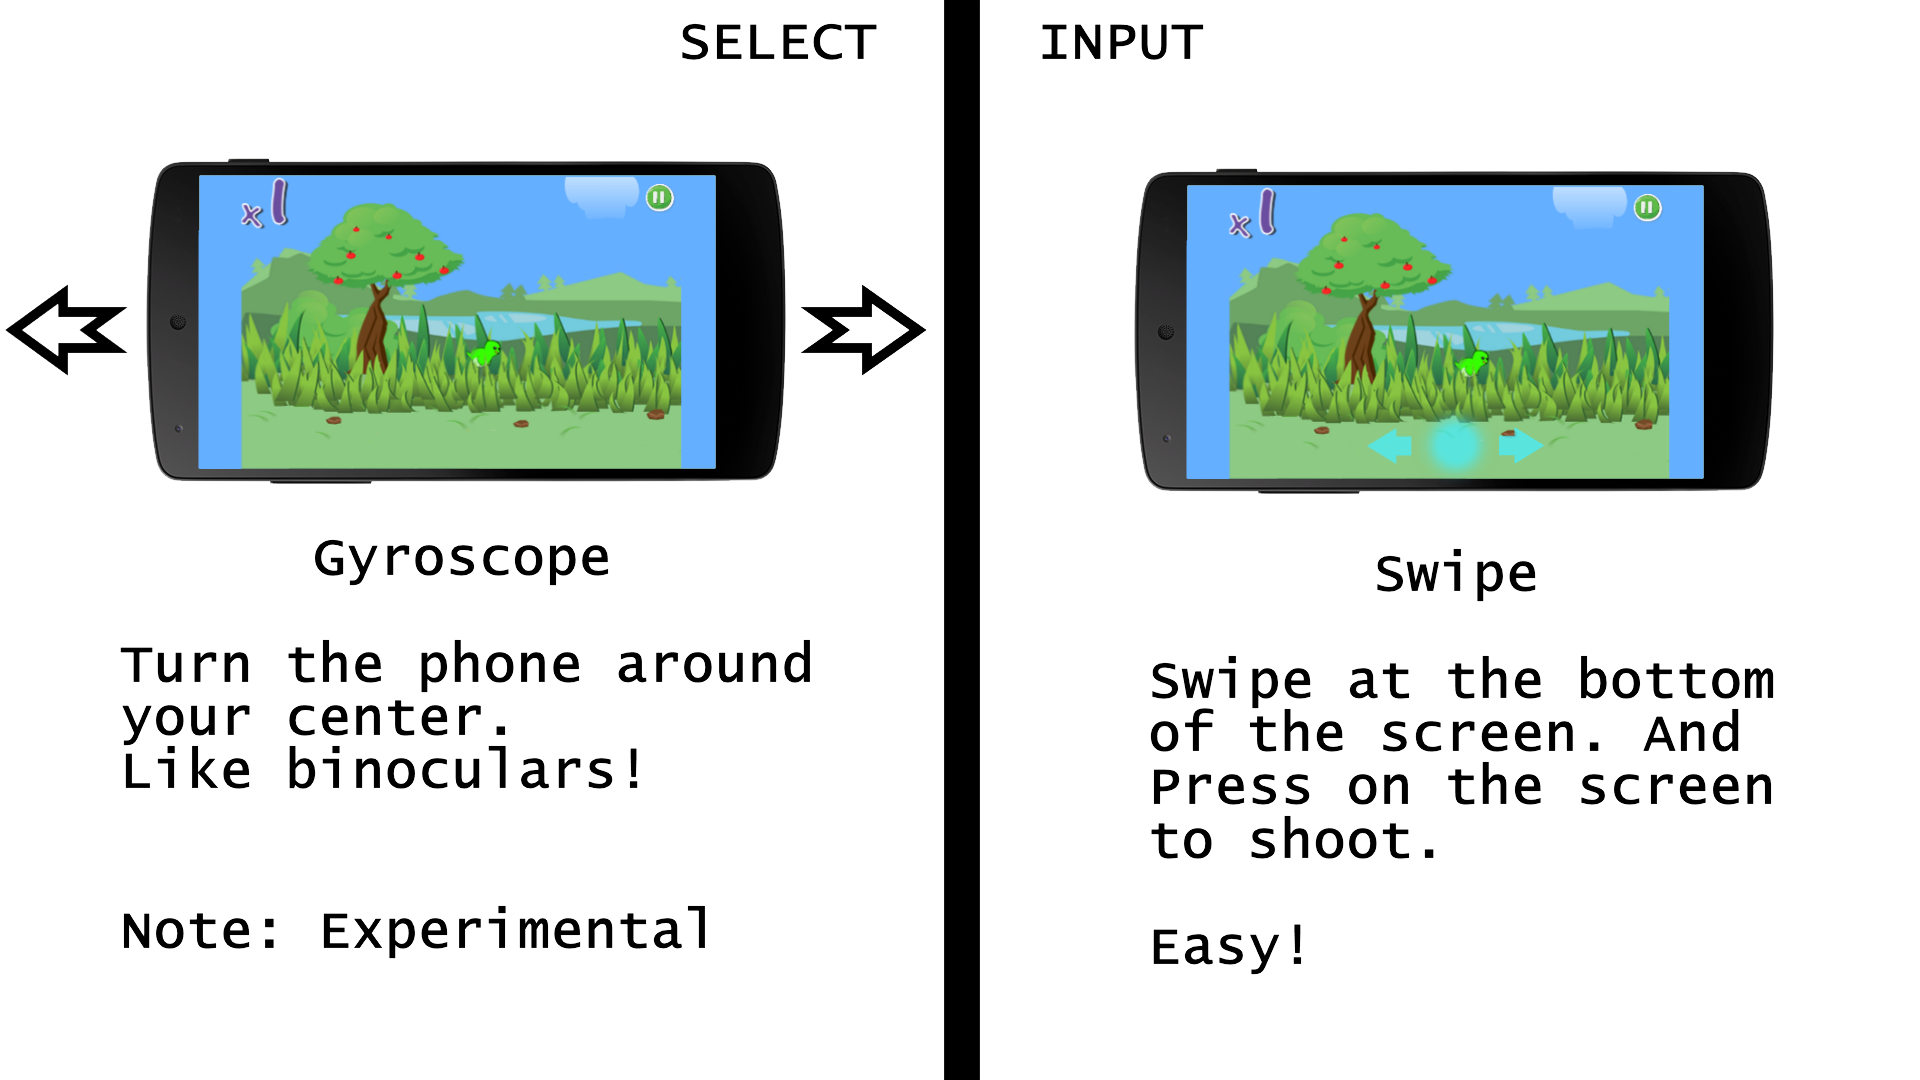 SELECT INPUT
x1
Gyroscope
Turn the phone around
your center.
Like binoculars!
Note: Experimental
x1
Swipe
Swipe at the bottom
of the screen. And
Press on the screen
to shoot.
Easy!